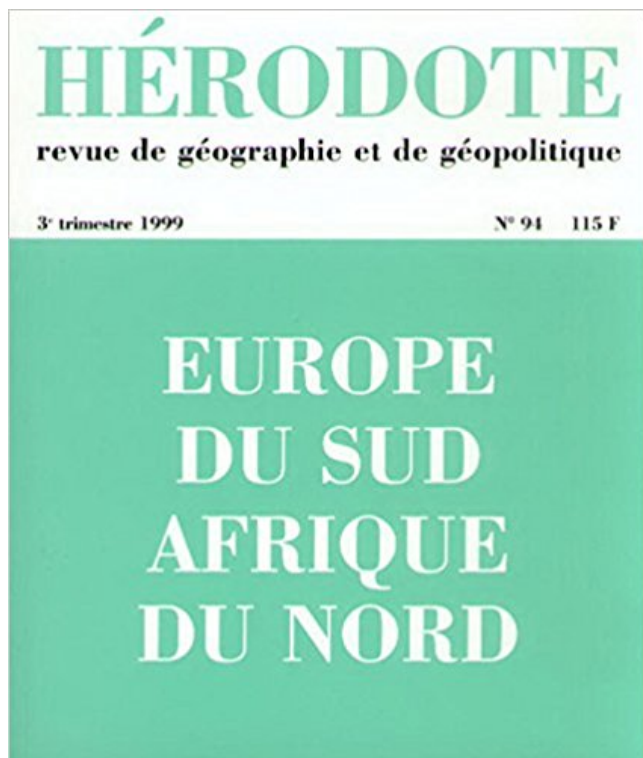 HÉRODOTE
revue de géographie et de géopolitique
3e trimestre 1999 N° 94 115 F
EUROPE
DU SUD
AFRIQUE
DU NORD